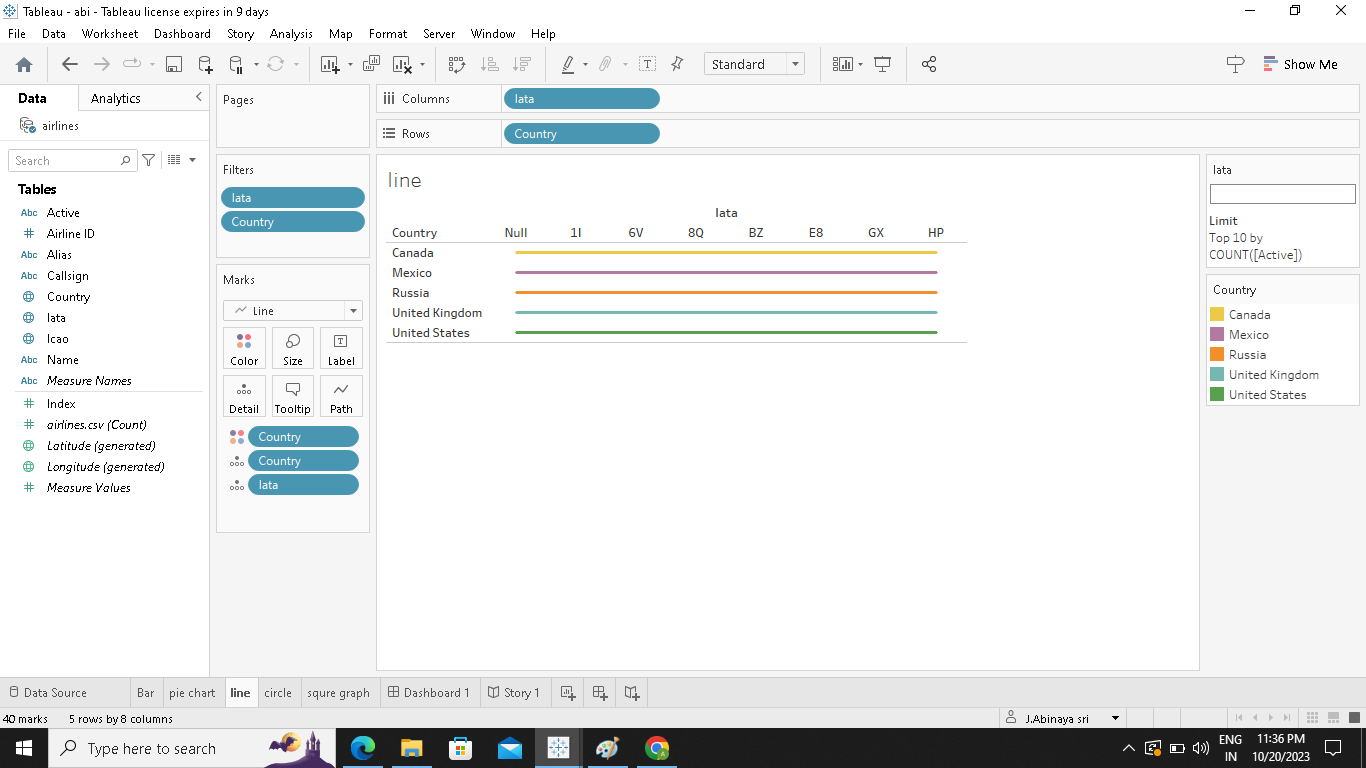 Tableau - abi - Tableau license expires in 9 days
File Data Worksheet Dashboard Story Analysis Map Format Server Window Help
Standard
Show Me
Data Analytics
airlines
Search
Tables
Abc Active
Airline ID
Abc Alias
Abc Callsign
Country
Iata
Icao
Abc Name
Abc Measure Names
Index
airlines.csv (Count)
Latitude (generated)
Longitude (generated)
Measure Values
Pages
Filters
Iata
Country
Marks
Line
Color Size Label
Detail Tooltip Path
Country
Country
Iata
Columns Iata
Rows Country
line
Iata
Country Null 1I 6V 8Q BZ E8 GX HP
Canada
Mexico
Russia
United Kingdom
United States
Iata
Limit
Top 10 by
COUNT([Active])
Country
Canada
Mexico
Russia
United Kingdom
United States
Data Source Bar pie chart line circle squre graph Dashboard 1 Story 1
40 marks 5 rows by 8 columns J.Abinaya sri
Type here to search
ENG 11:36 PM
IN 10/20/2023